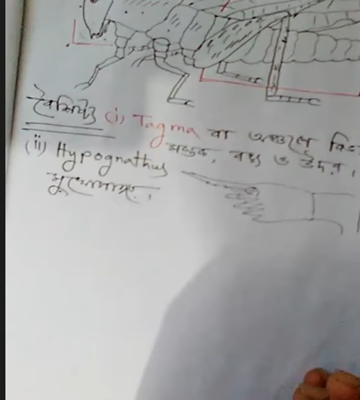 বৈশিষ্ট্য (i) Tagma বা অঞ্চলে বি
মস্তক, বক্ষ ও উদর।
(ii) Hypognathus
মুখোপাঙ্গ।